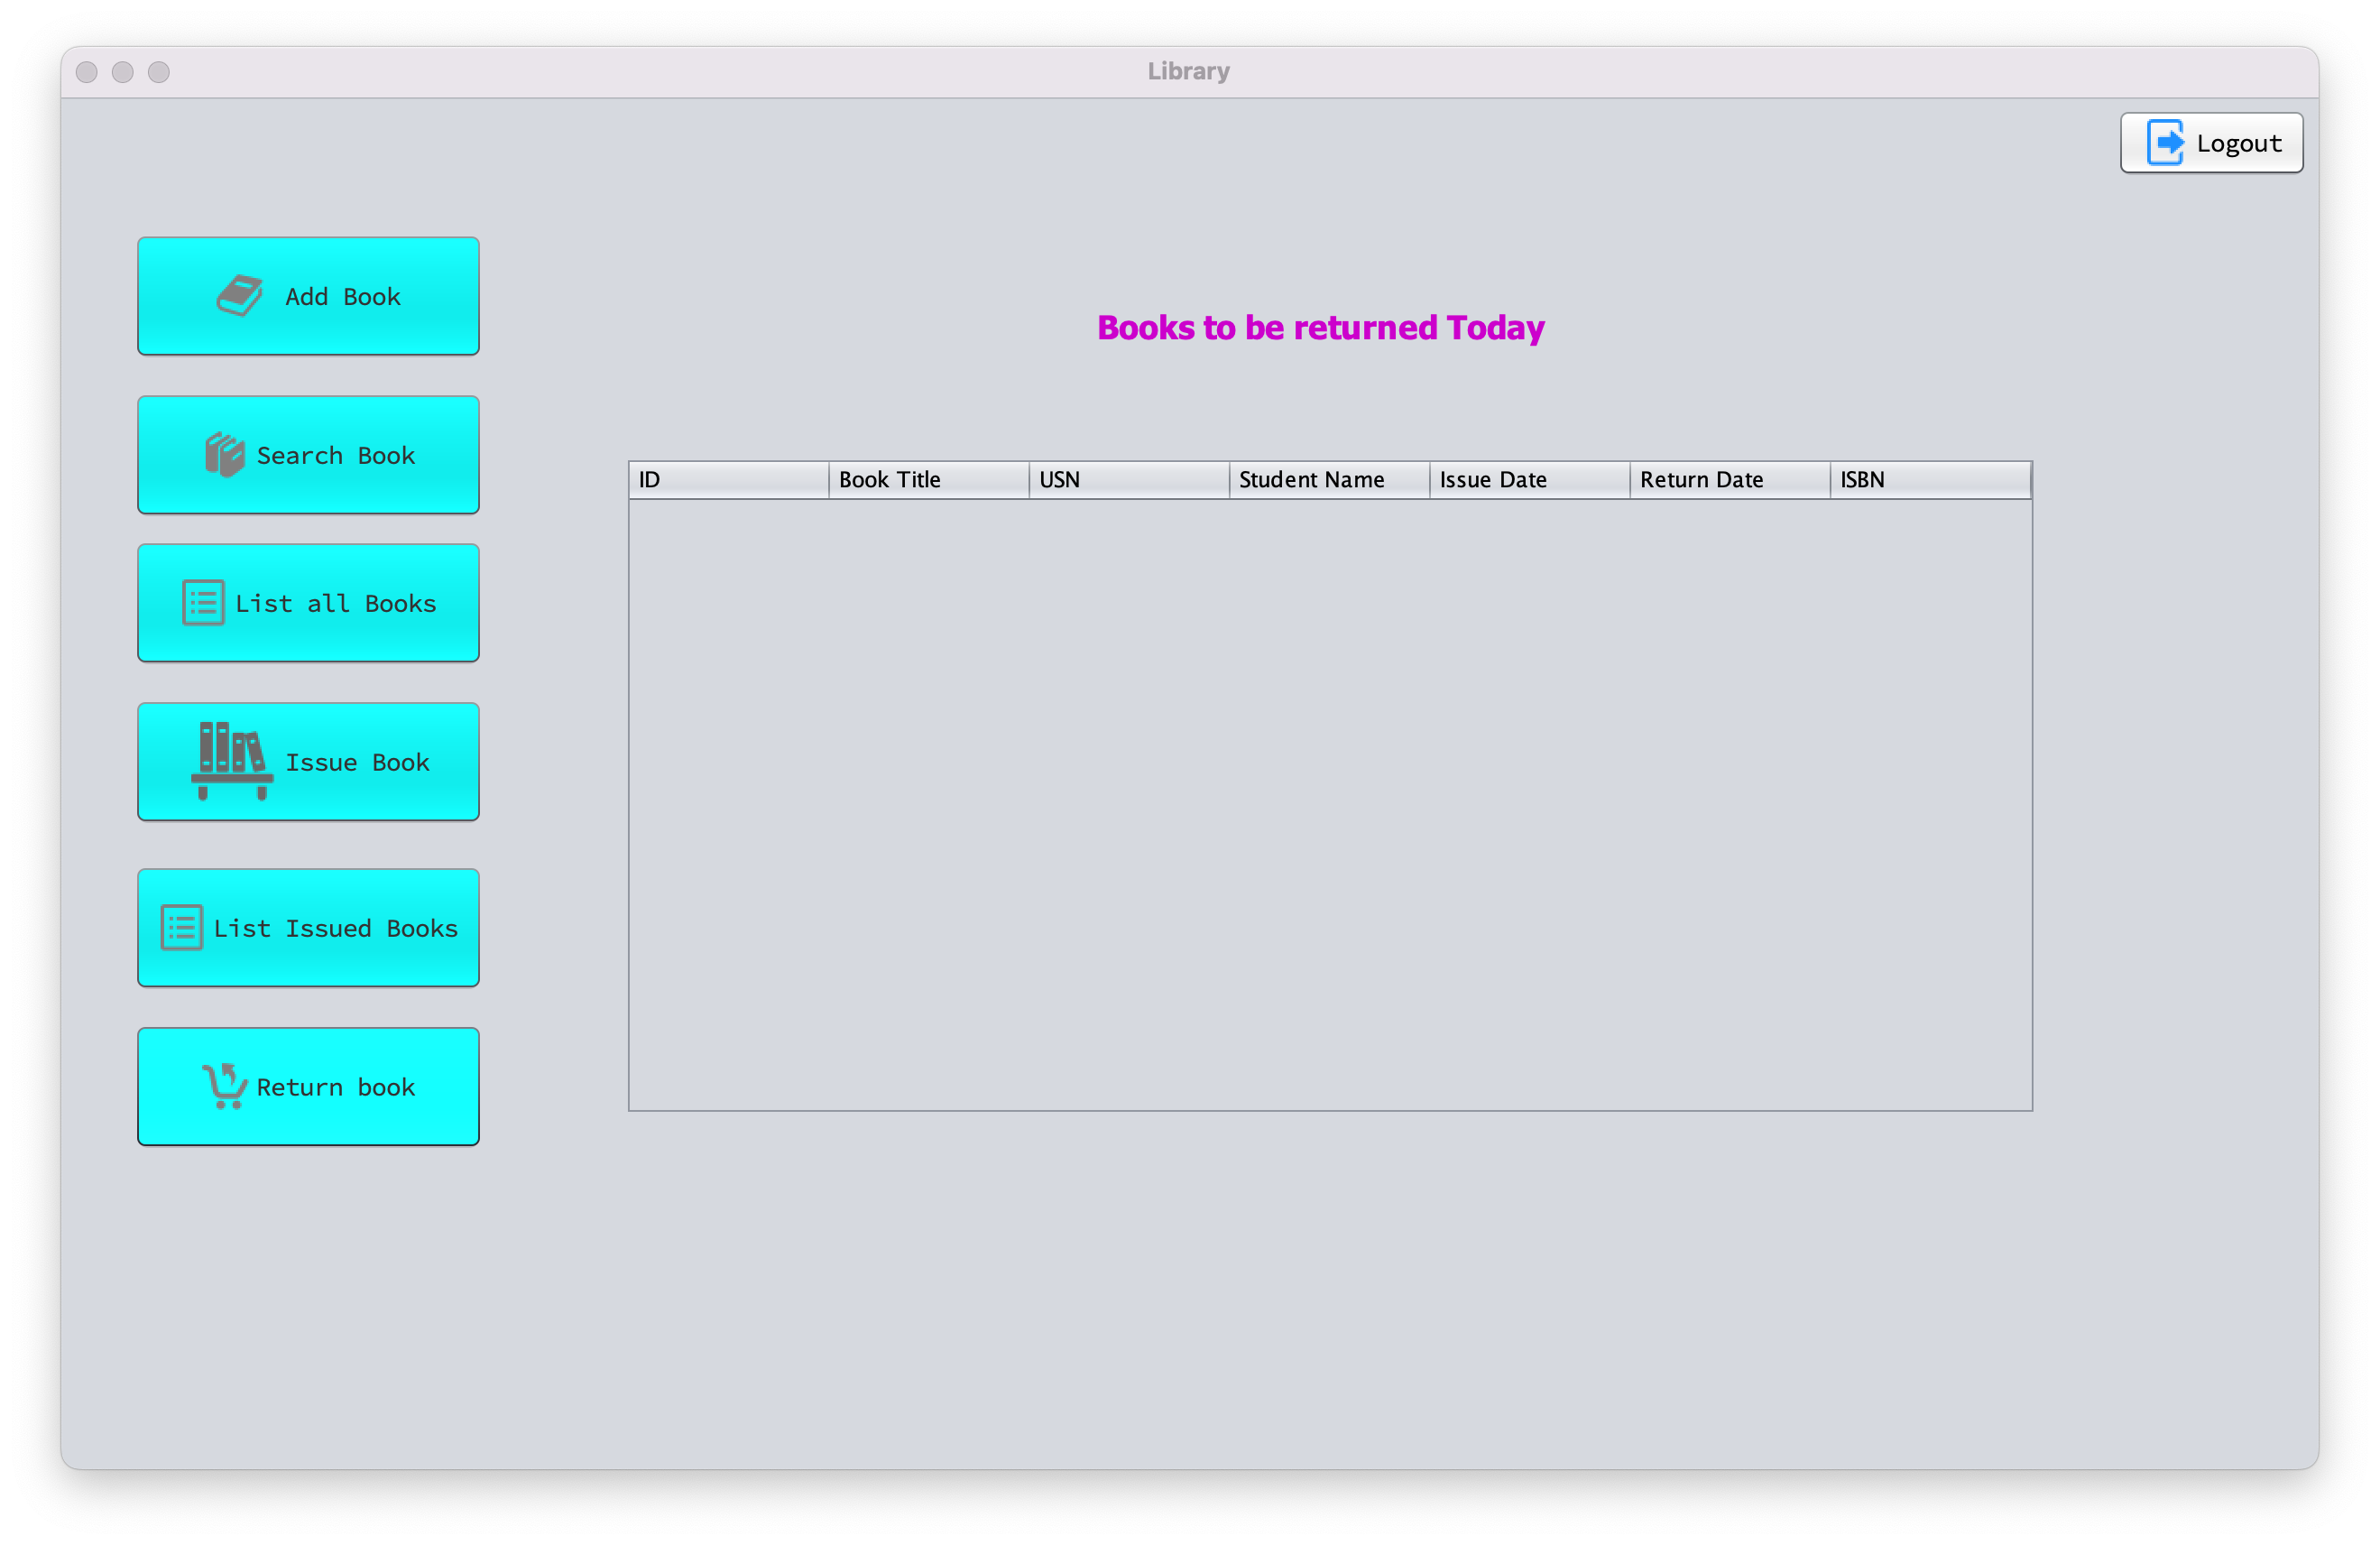 Library
Logout
Add Book
Search Book
List all Books
Issue Book
List Issued Books
Return book
Books to be returned Today
ID Book Title USN Student Name Issue Date Return Date ISBN